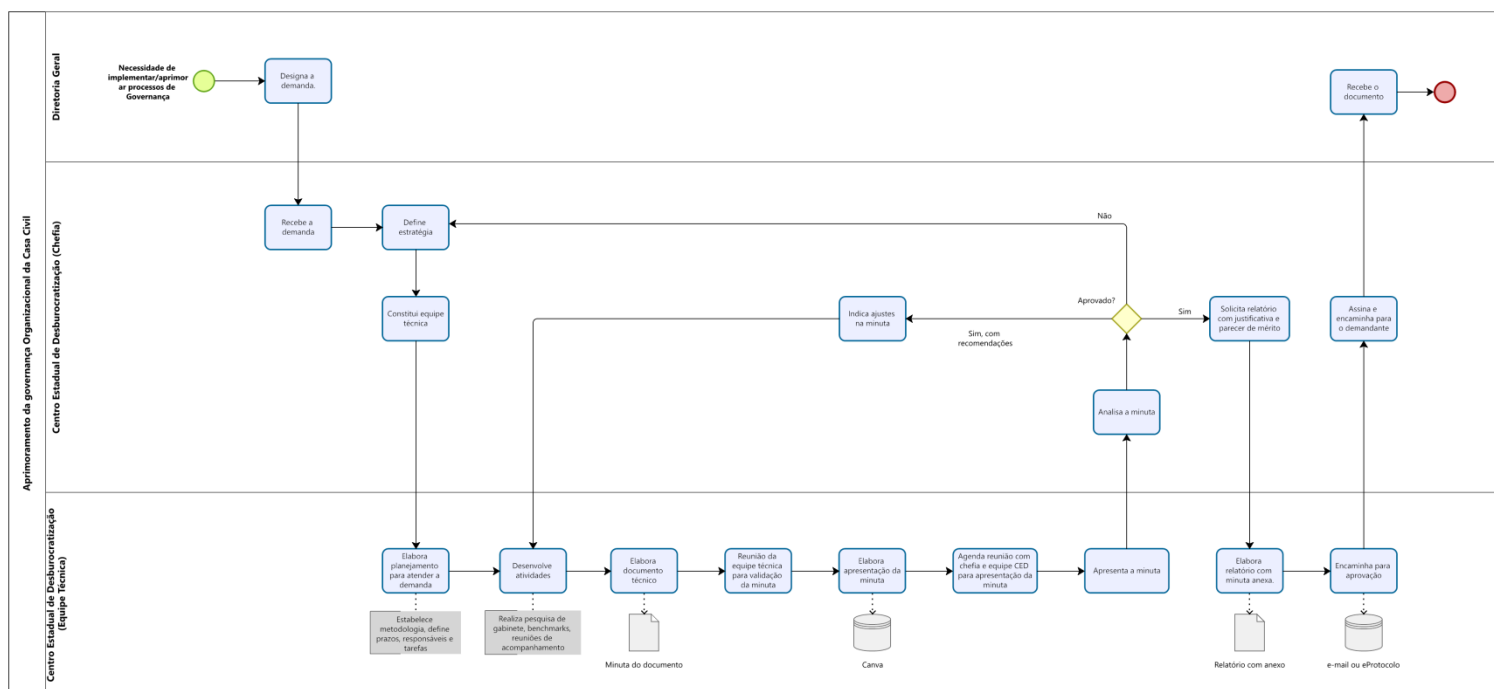 Aprimoramento da governança Organizacional da Casa Civil
Diretoria Geral
Necessidade de
implementar/aprimor
ar processos de
Governança
Designa a
demanda.
Recebe o
documento
Centro Estadual de Desburocratização (Chefia)
Recebe a
demanda
Define
estratégia
Não
Constitui equipe
técnica
Indica ajustes
na minuta
Sim, com
recomendações
Aprovado?
Sim
Solicita relatório
com justificativa e
parecer de mérito
Assina e
encaminha para
o demandante
Analisa a minuta
Centro Estadual de Desburocratização
(Equipe Técnica)
Elabora
planejamento
para atender a
demanda
Desenvolve
atividades
Elabora
documento
técnico
Reunião da
equipe técnica
para validação
da minuta
Elabora
apresentação da
minuta
Agenda reunião com
chefia e equipe CED
para apresentação da
minuta
Apresenta a minuta
Elabora
relatório com
minuta anexa.
Encaminha para
aprovação
Estabelece
metodologia, define
prazos, responsáveis e
tarefas
Realiza pesquisa de
gabinete, benchmarks,
reuniões de
acompanhamento
Minuta do documento
Canva
Relatório com anexo
e-mail ou eProtocolo